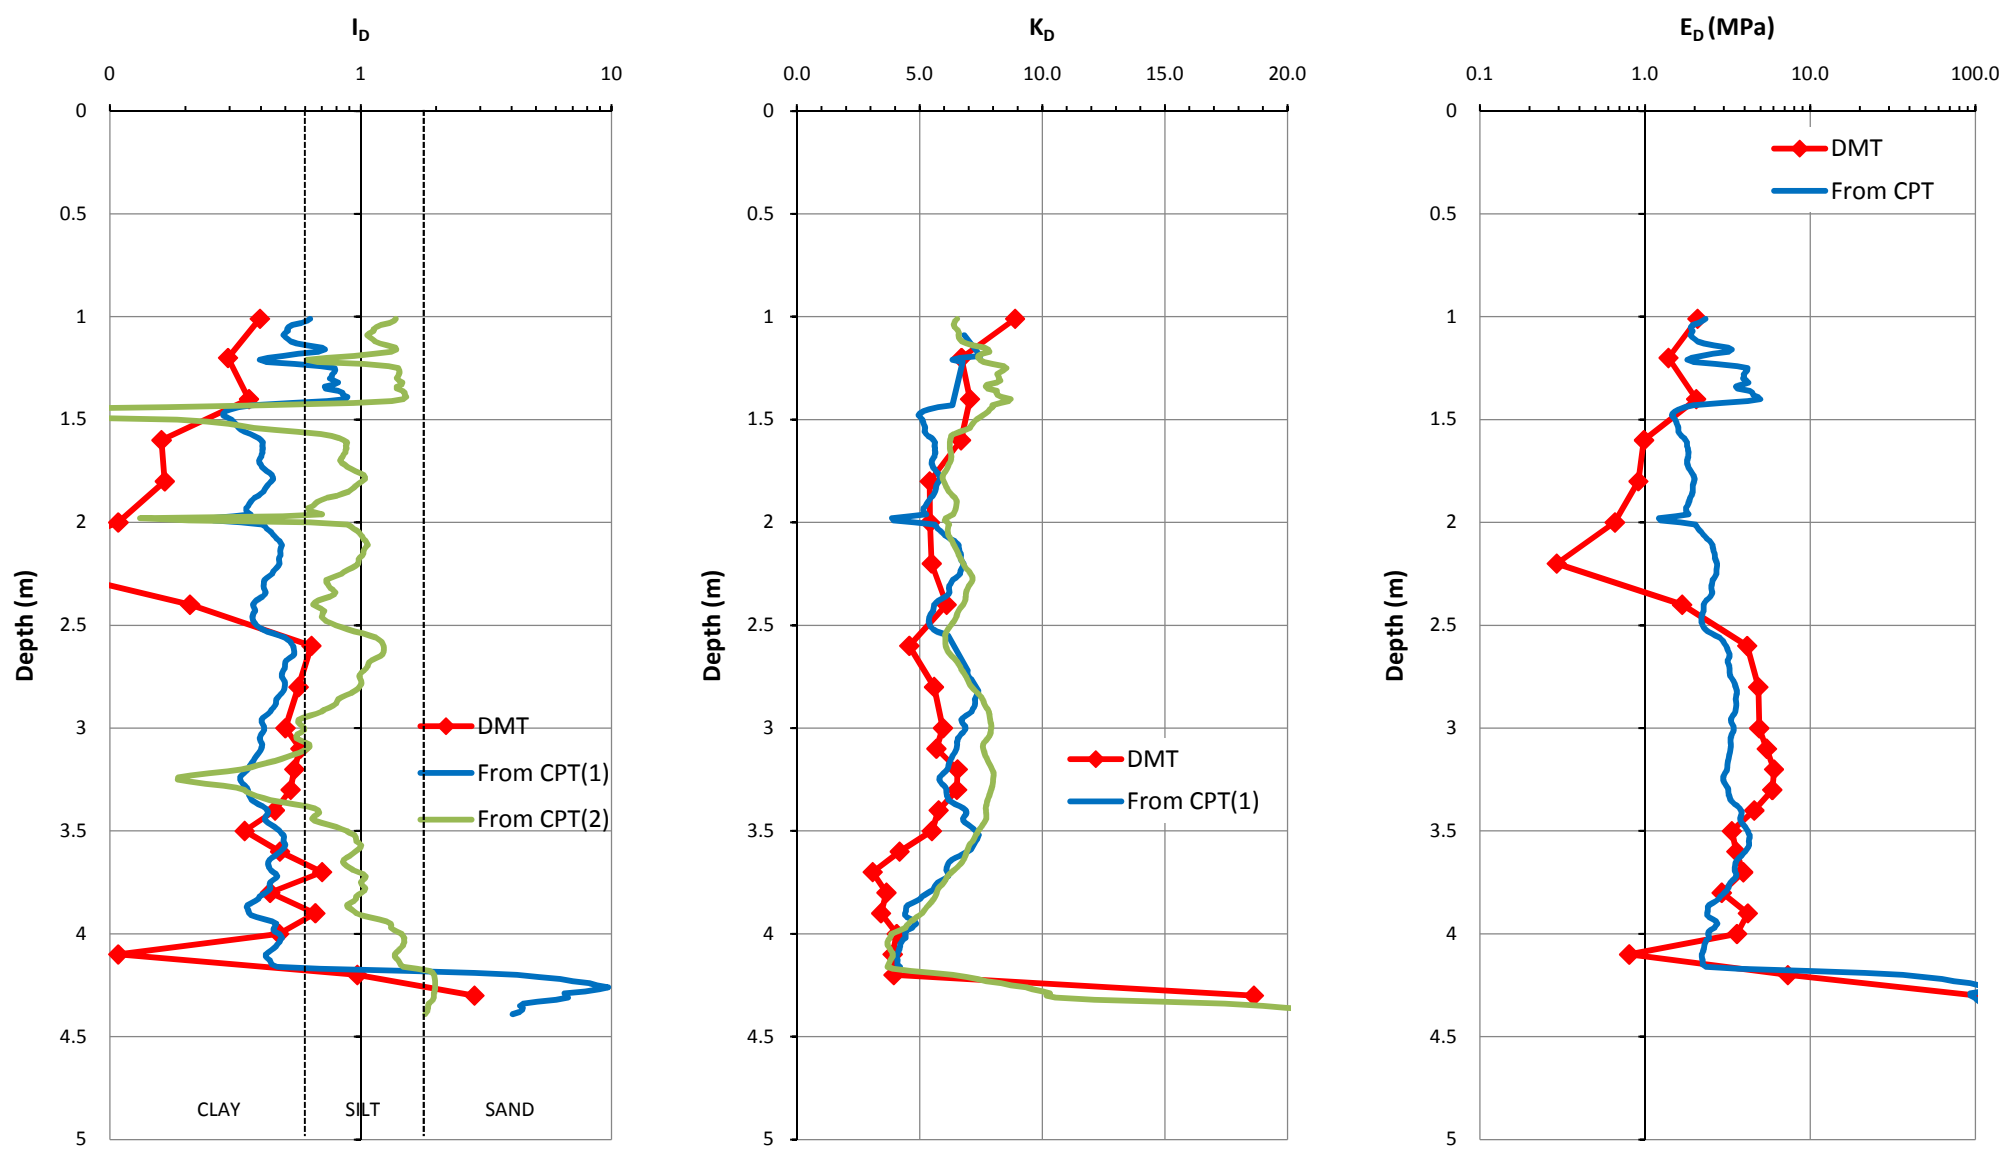 I_D
0 1 10
0
0.5
1
1.5
2
2.5
3
3.5
4
4.5
5
Depth (m)
DMT
From CPT(1)
From CPT(2)
CLAY SILT SAND
K_D
0.0 5.0 10.0 15.0 20.0
0
0.5
1
1.5
2
2.5
3
3.5
4
4.5
5
Depth (m)
DMT
From CPT(1)
E_D (MPa)
0.1 1.0 10.0 100.0
0
0.5
1
1.5
2
2.5
3
3.5
4
4.5
5
Depth (m)
DMT
From CPT